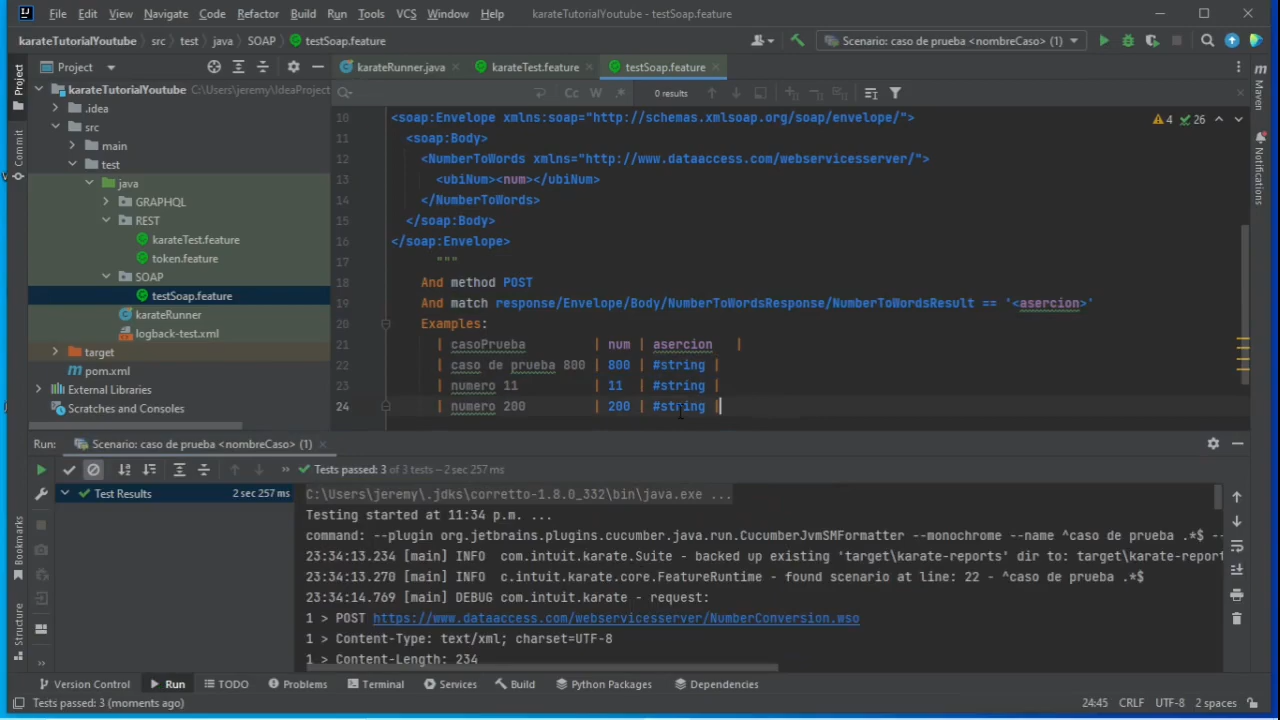 File Edit View Navigate Code Refactor Build Run Tools VCS Window Help karateTutorialYoutube - testSoap.feature
karateTutorialYoutube src test java SOAP testSoap.feature Scenario: caso de prueba <nombreCaso> (1)
Project karateRunner.java karateTest.feature testSoap.feature
karateTutorialYoutube C:\Users\jeremy\IdeaProject
Cc W .* 0 results
.idea
src
main
test
java
GRAPHQL
REST
karateTest.feature
token.feature
SOAP
testSoap.feature
karateRunner
logback-test.xml
target
pom.xml
External Libraries
Scratches and Consoles
Project
Commit
Bookmarks
Structure
Maven
Notifications
4 26
10 <soap:Envelope xmlns:soap="http://schemas.xmlsoap.org/soap/envelope/">
11 <soap:Body>
12 <NumberToWords xmlns="http://www.dataaccess.com/webservicesserver/">
13 <ubiNum><num></ubiNum>
14 </NumberToWords>
15 </soap:Body>
16 </soap:Envelope>
17 """
18 And method POST
19 And match response/Envelope/Body/NumberToWordsResponse/NumberToWordsResult == '<asercion>'
20 Examples:
21 | casoPrueba | num | asercion |
22 | caso de prueba 800 | 800 | #string |
23 | numero 11 | 11 | #string |
24 | numero 200 | 200 | #string |
Run: Scenario: caso de prueba <nombreCaso> (1)
Tests passed: 3 of 3 tests – 2 sec 257 ms
Test Results 2 sec 257 ms
C:\Users\jeremy\.jdks\corretto-1.8.0_332\bin\java.exe ...
Testing started at 11:34 p.m. ...
command: --plugin org.jetbrains.plugins.cucumber.java.run.CucumberJvmSMFormatter --monochrome --name ^caso de prueba .*$ --
23:34:13.234 [main] INFO com.intuit.karate.Suite - backed up existing 'target\karate-reports' dir to: target\karate-repor
23:34:13.270 [main] INFO c.intuit.karate.core.FeatureRuntime - found scenario at line: 22 - ^caso de prueba .*$
23:34:14.769 [main] DEBUG com.intuit.karate - request:
1 > POST https://www.dataaccess.com/webservicesserver/NumberConversion.wso
1 > Content-Type: text/xml; charset=UTF-8
1 > Content-Length: 234
Version Control Run TODO Problems Terminal Services Build Python Packages Dependencies
Tests passed: 3 (moments ago) 24:45 CRLF UTF-8 2 spaces